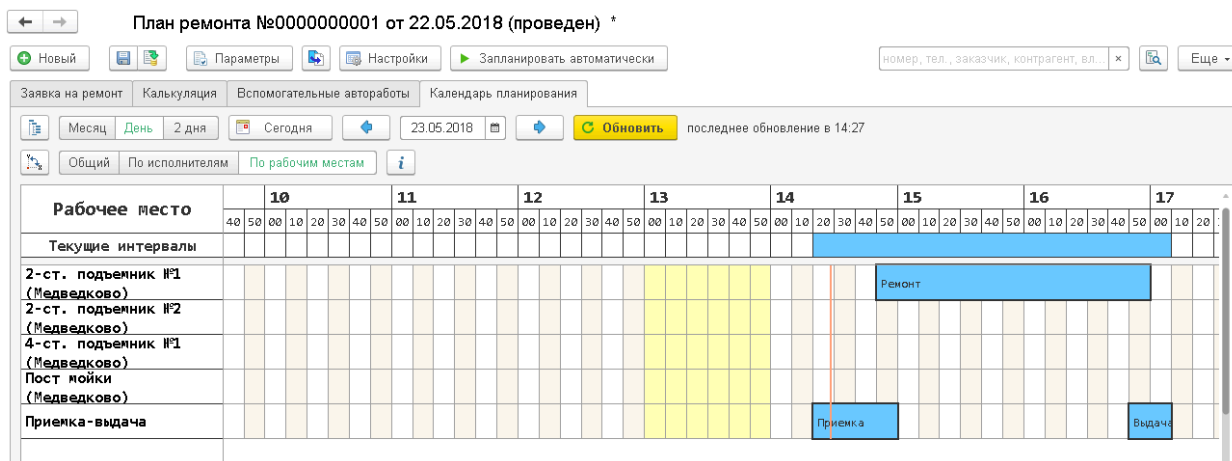 План ремонта №0000000001 от 22.05.2018 (проведен) *
Новый Параметры Настройки Запланировать автоматически номер, тел., заказчик, контрагент, вл... × Еще
Заявка на ремонт Калькуляция Вспомогательные автоработы Календарь планирования
Месяц День 2 дня Сегодня 23.05.2018 Обновить последнее обновление в 14:27
Общий По исполнителям По рабочим местам i
Рабочее место 10 11 12 13 14 15 16 17
40 50 00 10 20 30 40 50 00 10 20 30 40 50 00 10 20 30 40 50 00 10 20 30 40 50 00 10 20 30 40 50 00 10 20 30 40 50 00 10 20 30 40 50 00 10 20
Текущие интервалы
2-ст. подъемник №1
(Медведково)
Ремонт
2-ст. подъемник №2
(Медведково)
4-ст. подъемник №1
(Медведково)
Пост мойки
(Медведково)
Приемка-выдача Приемка Выдача